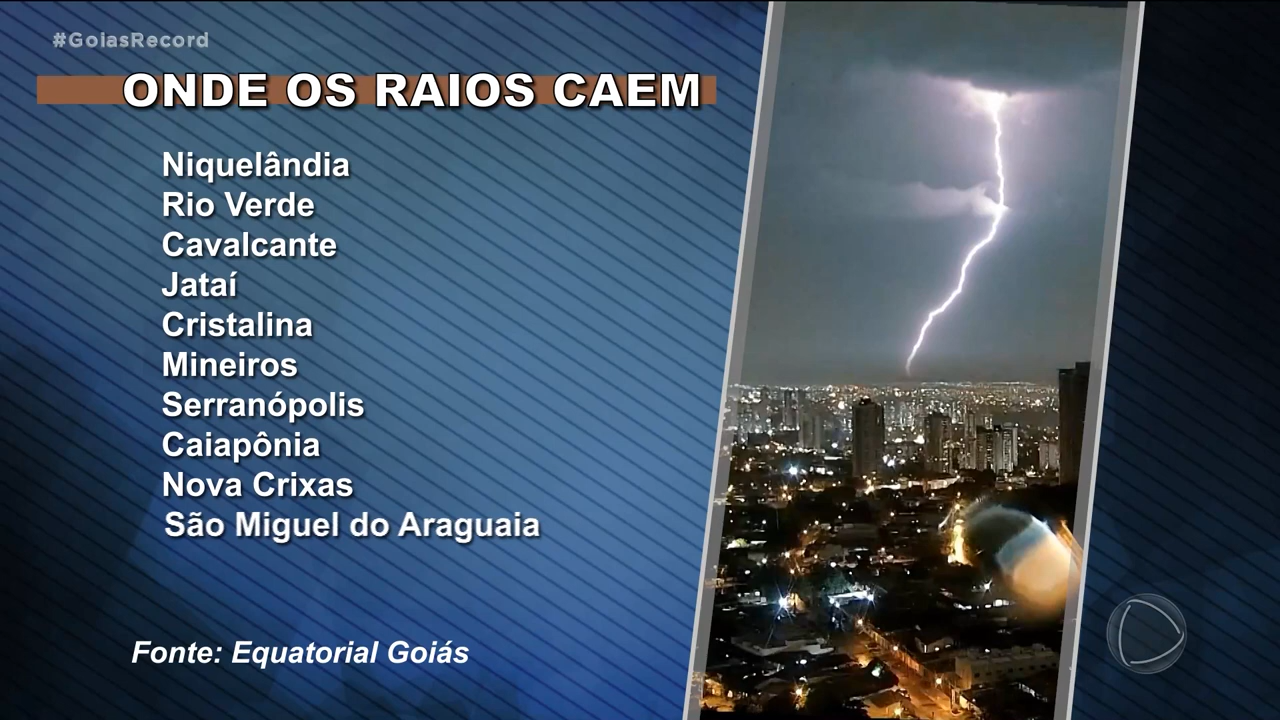 #GoiasRecord
ONDE OS RAIOS CAEM
Niquelândia
Rio Verde
Cavalcante
Jataí
Cristalina
Mineiros
Serranópolis
Caiapônia
Nova Crixas
São Miguel do Araguaia
Fonte: Equatorial Goiás